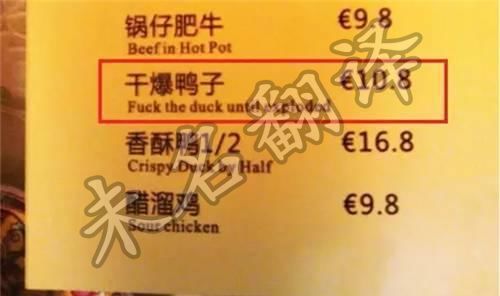 锅仔肥牛 €9.8
Beef in Hot Pot
干爆鸭子 €10.8
Fuck the duck until exploded
香酥鸭1/2 €16.8
Crispy Duck by Half
醋溜鸡 €9.8
Sour chicken
未名翻译